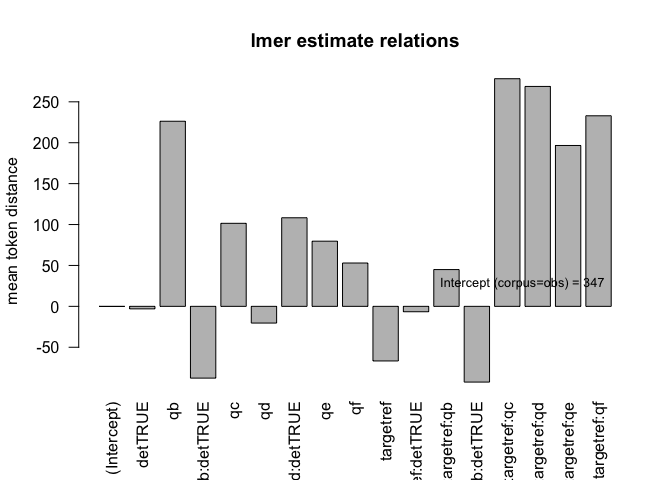 lmer estimate relations
mean token distance
250
200
150
100
50
0
-50
Intercept (corpus=obs) = 347
(Intercept)
detTRUE
qb
b:detTRUE
qc
qd
d:detTRUE
qe
qf
targetref
ef:detTRUE
argetref:qb
b:detTRUE
targetref:qc
argetref:qd
argetref:qe
targetref:qf